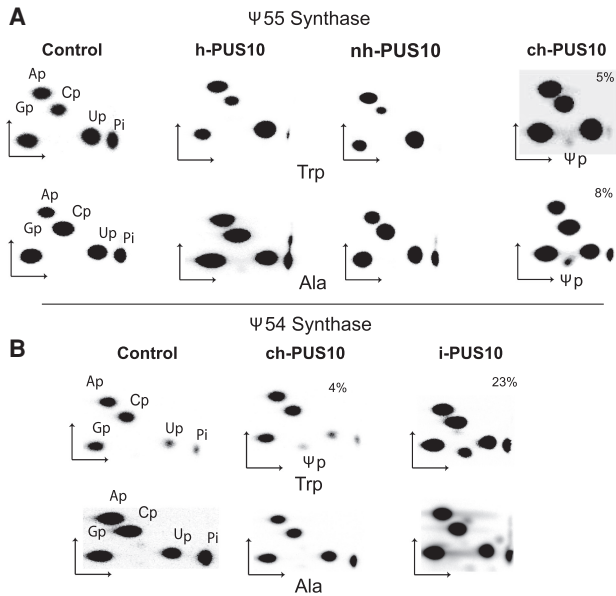 A
Ψ55 Synthase
Control h-PUS10 nh-PUS10 ch-PUS10
Ap Cp Gp Up Pi 5% Ψp
Trp
Ap Cp Gp Up Pi 8% Ψp
Ala
Ψ54 Synthase
B
Control ch-PUS10 i-PUS10
Ap Cp Gp Up Pi 4% Ψp 23%
Trp
Ap Cp Gp Up Pi
Ala